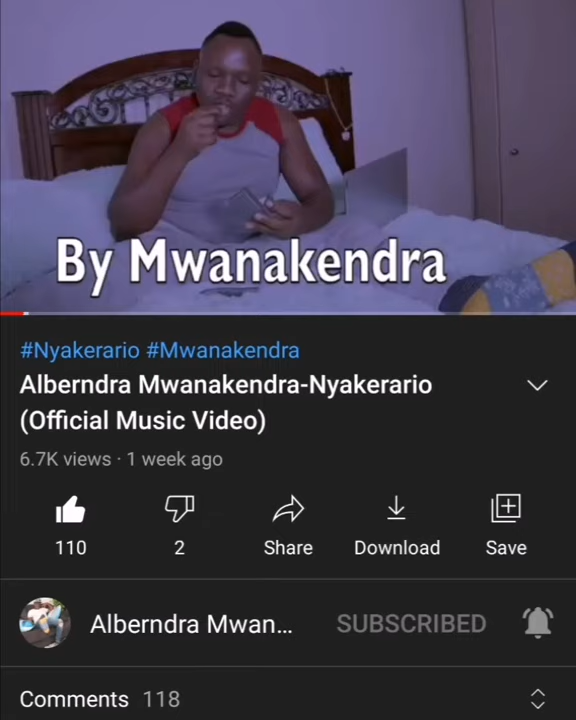 By Mwanakendra
#Nyakerario #Mwanakendra
Alberndra Mwanakendra-Nyakerario
(Official Music Video)
6.7K views · 1 week ago
110 2 Share Download Save
Alberndra Mwan... SUBSCRIBED
Comments 118